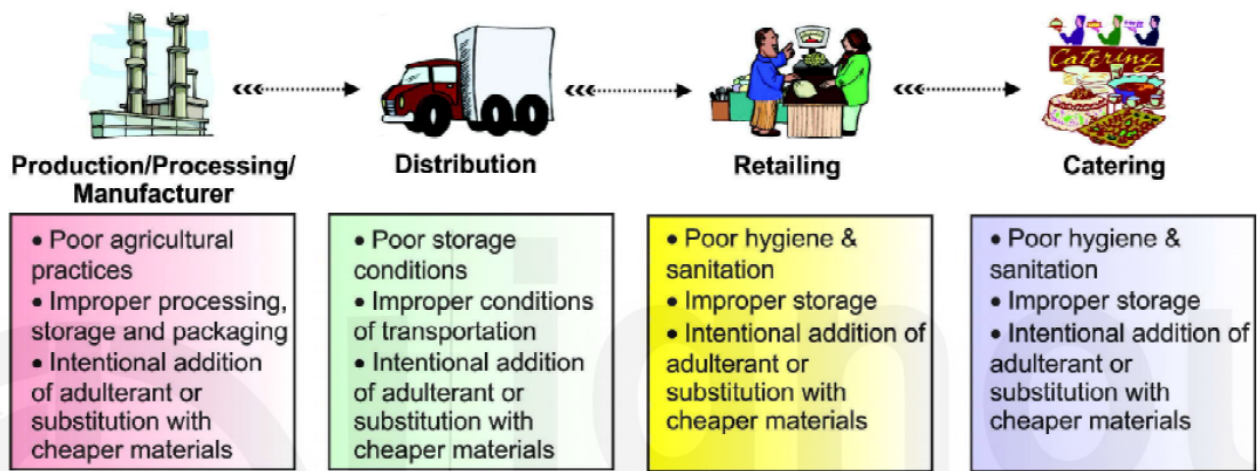 Catering
Production/Processing/
Manufacturer
Distribution
Retailing
Catering
• Poor agricultural
practices
• Improper processing,
storage and packaging
• Intentional addition
of adulterant or
substitution with
cheaper materials
• Poor storage
conditions
• Improper conditions
of transportation
• Intentional addition
of adulterant or
substitution with
cheaper materials
• Poor hygiene &
sanitation
• Improper storage
• Intentional addition of
adulterant or
substitution with
cheaper materials
• Poor hygiene &
sanitation
• Improper storage
• Intentional addition of
adulterant or
substitution with
cheaper materials